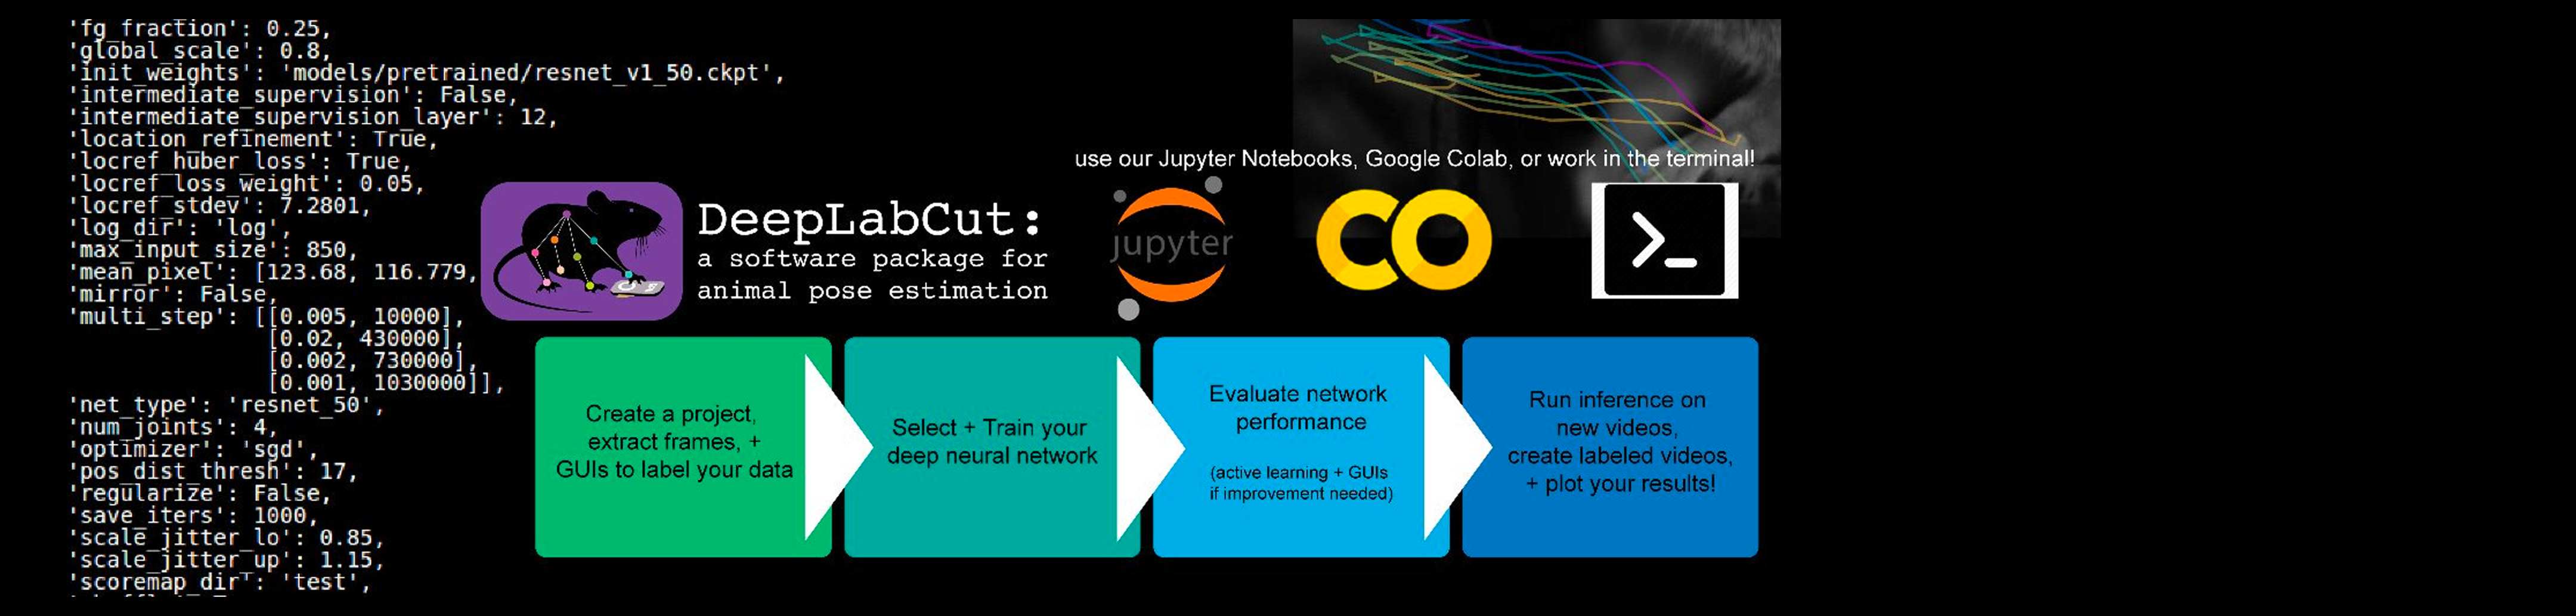 'fg_fraction': 0.25,
'global_scale': 0.8,
'init_weights': 'models/pretrained/resnet_v1_50.ckpt',
'intermediate_supervision': False,
'intermediate_supervision_layer': 12,
'location_refinement': True,
'locref_huber_loss': True,
'locref_loss_weight': 0.05,
'locref_stdev': 7.2801,
'log_dir': 'log',
'max_input_size': 850,
'mean_pixel': [123.68, 116.779,
'mirror': False,
'multi_step': [[0.005, 10000],
[0.02, 430000],
[0.002, 730000],
[0.001, 1030000]],
'net_type': 'resnet_50',
'num_joints': 4,
'optimizer': 'sgd',
'pos_dist_thresh': 17,
'regularize': False,
'save_iters': 1000,
'scale_jitter_lo': 0.85,
'scale_jitter_up': 1.15,
'scoremap_dir': 'test',
use our Jupyter Notebooks, Google Colab, or work in the terminal!
DeepLabCut:
a software package for
animal pose estimation
jupyter
CO
>_
Create a project,
extract frames, +
GUIs to label your data
Select + Train your
deep neural network
Evaluate network
performance
(active learning + GUIs
if improvement needed)
Run inference on
new videos,
create labeled videos,
+ plot your results!